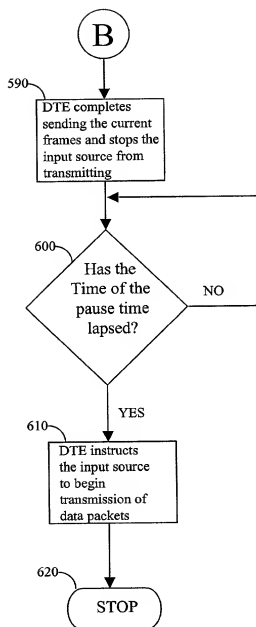 B
590
DTE completes
sending the current
frames and stops the
input source from
transmitting
600
Has the
Time of the
pause time
lapsed?
NO
YES
610
DTE instructs
the input source
to begin
transmission of
data packets
620
STOP